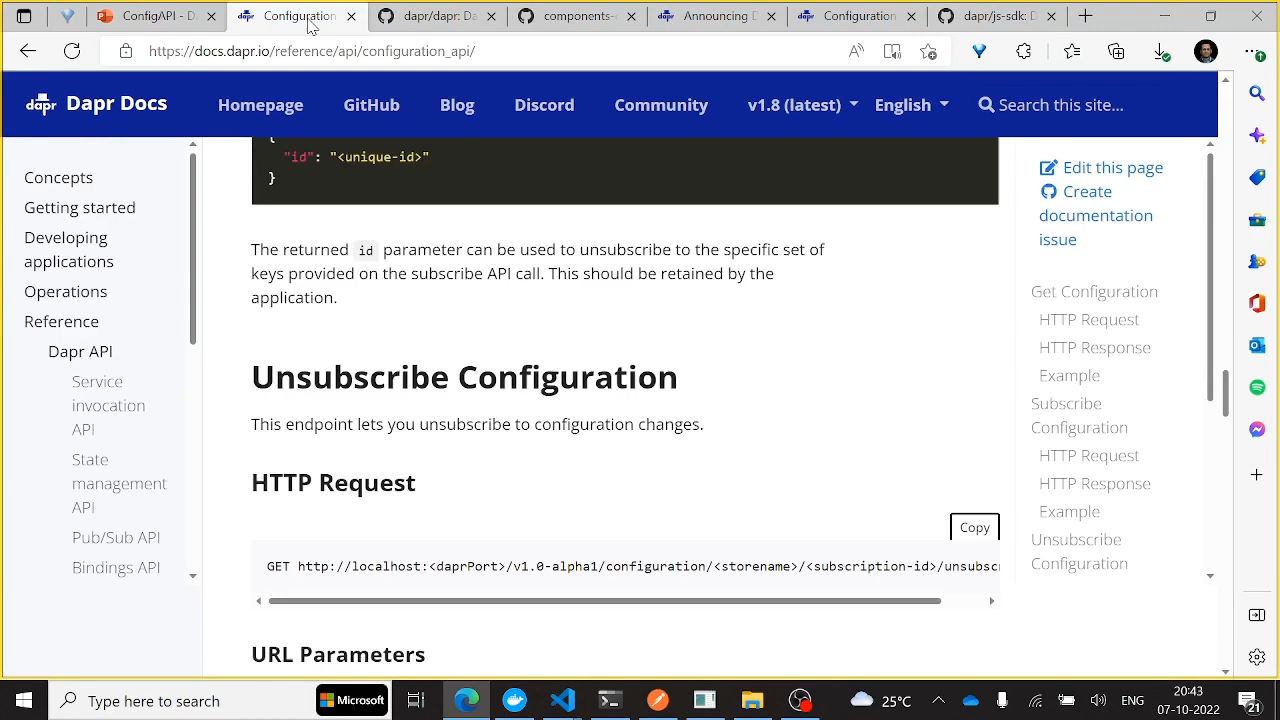 ConfigAPI - D
Configuration
dapr/dapr: Da
components-c
Announcing D
Configuration
dapr/js-sdk: D
https://docs.dapr.io/reference/api/configuration_api/
dapr Dapr Docs
Homepage
GitHub
Blog
Discord
Community
v1.8 (latest)
English
Search this site...
Concepts
Getting started
Developing
applications
Operations
Reference
Dapr API
Service
invocation
API
State
management
API
Pub/Sub API
Bindings API
{
"id": "<unique-id>"
}
The returned id parameter can be used to unsubscribe to the specific set of
keys provided on the subscribe API call. This should be retained by the
application.
Unsubscribe Configuration
This endpoint lets you unsubscribe to configuration changes.
HTTP Request
Copy
GET http://localhost:<daprPort>/v1.0-alpha1/configuration/<storename>/<subscription-id>/unsubscr
URL Parameters
Edit this page
Create
documentation
issue
Get Configuration
HTTP Request
HTTP Response
Example
Subscribe
Configuration
HTTP Request
HTTP Response
Example
Unsubscribe
Configuration
Type here to search
Microsoft
25°C
ENG
20:43
07-10-2022
21